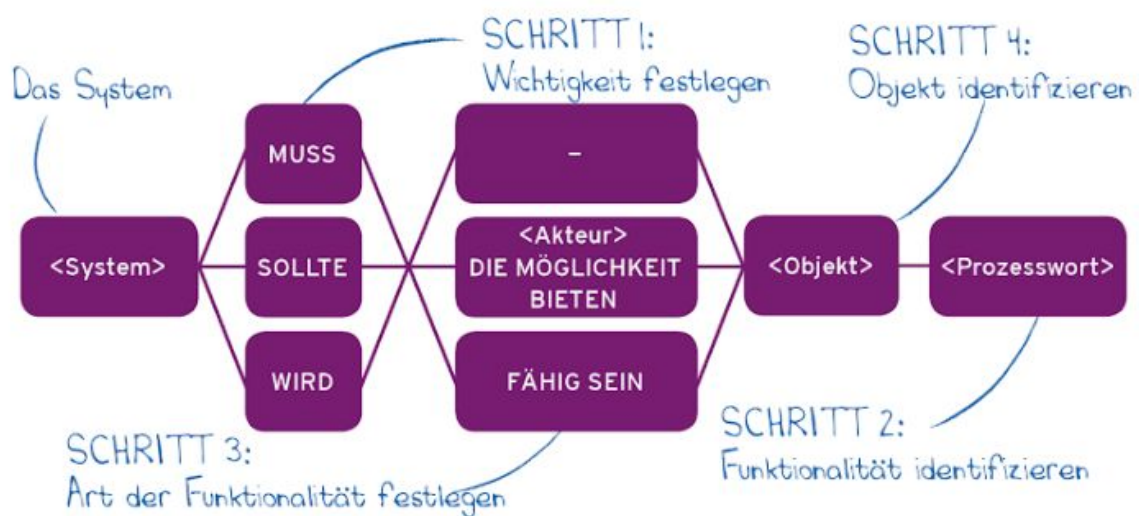 SCHRITT 1:
Wichtigkeit festlegen
SCHRITT 4:
Objekt identifizieren
Das System
MUSS
–
<System>
SOLLTE
<Akteur>
DIE MÖGLICHKEIT
BIETEN
<Objekt>
<Prozesswort>
WIRD
FÄHIG SEIN
SCHRITT 3:
Art der Funktionalität festlegen
SCHRITT 2:
Funktionalität identifizieren